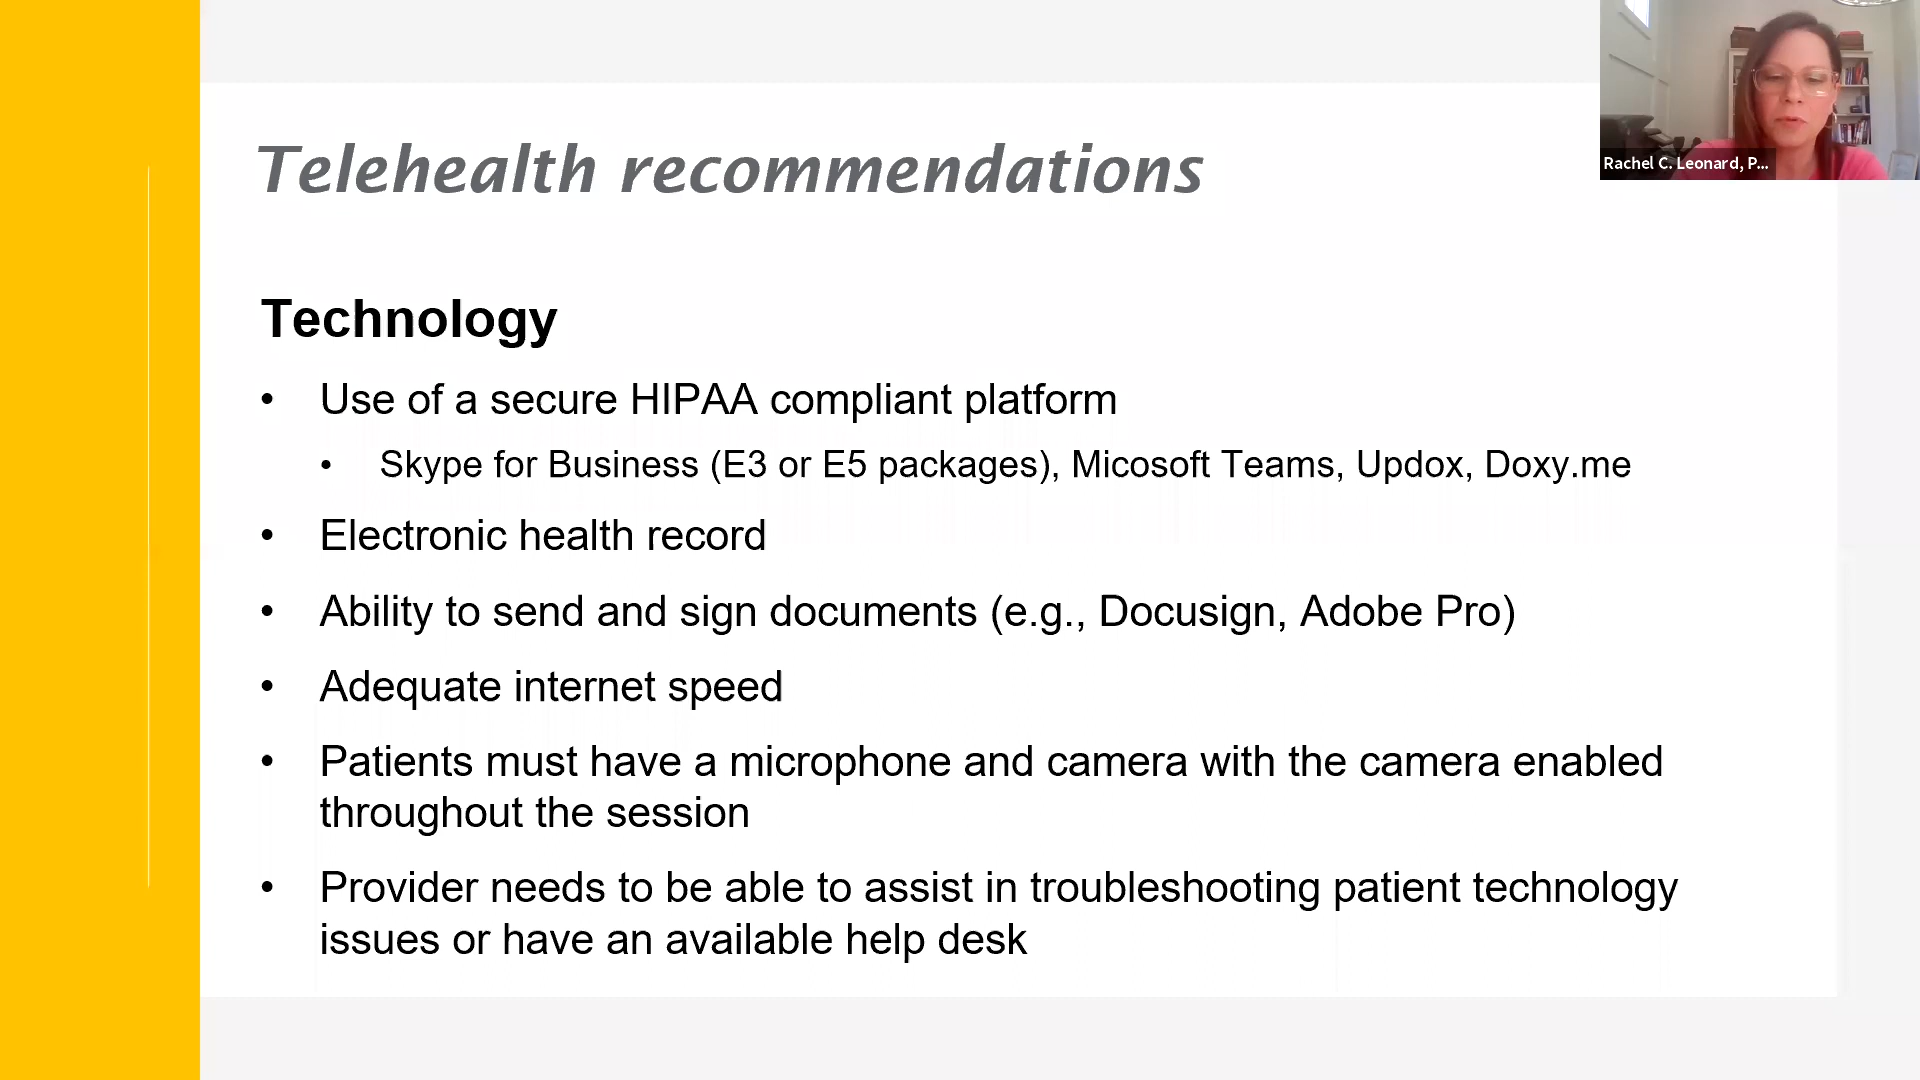 Telehealth recommendations
Rachel C. Leonard, P...
Technology
• Use of a secure HIPAA compliant platform
• Skype for Business (E3 or E5 packages), Micosoft Teams, Updox, Doxy.me
• Electronic health record
• Ability to send and sign documents (e.g., Docusign, Adobe Pro)
• Adequate internet speed
• Patients must have a microphone and camera with the camera enabled
throughout the session
• Provider needs to be able to assist in troubleshooting patient technology
issues or have an available help desk